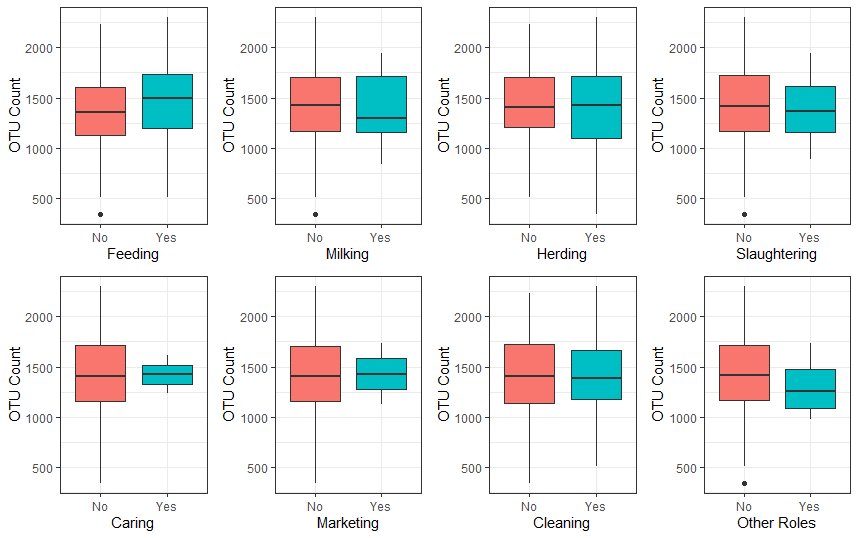 OTU Count
2000
1500
1000
500
No Yes
Feeding
OTU Count
2000
1500
1000
500
No Yes
Milking
OTU Count
2000
1500
1000
500
No Yes
Herding
OTU Count
2000
1500
1000
500
No Yes
Slaughtering
OTU Count
2000
1500
1000
500
No Yes
Caring
OTU Count
2000
1500
1000
500
No Yes
Marketing
OTU Count
2000
1500
1000
500
No Yes
Cleaning
OTU Count
2000
1500
1000
500
No Yes
Other Roles